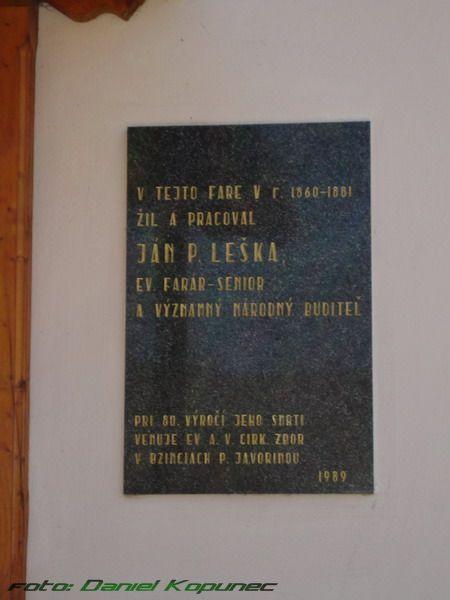 V TEJTO FARE V r. 1860-1881
ŽIL A PRACOVAL
JÁN P. LEŠKA,
EV. FARAR-SENIOR
A VÝZNAMNÝ NÁRODNÝ BUDITEĽ
PRI 80. VÝROČÍ JEHO SMRTI
VENUJE EV. A. V. CIRK. ZBOR
V BZINCIACH P. JAVORINOU
1989
foto: Daniel Kopunec